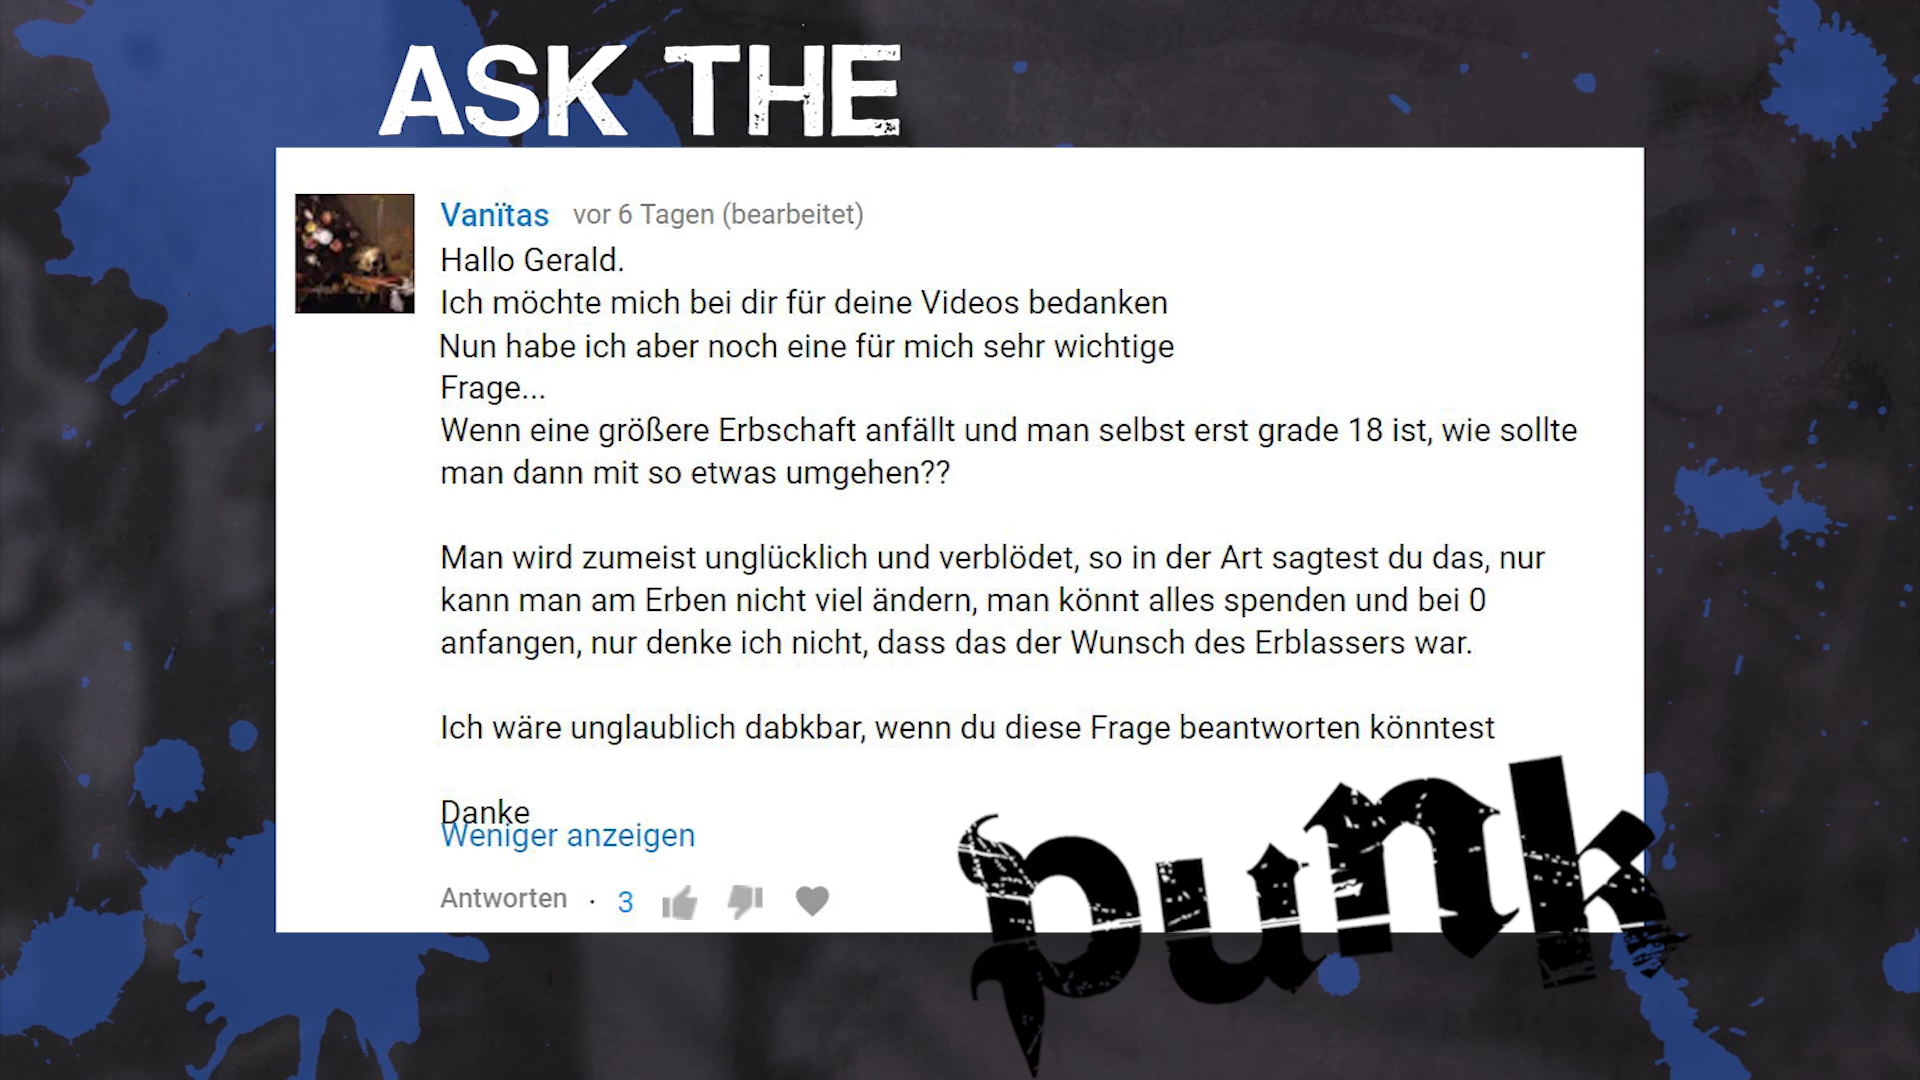 ASK THE
Vanïtas vor 6 Tagen (bearbeitet)
Hallo Gerald.
Ich möchte mich bei dir für deine Videos bedanken
Nun habe ich aber noch eine für mich sehr wichtige
Frage...
Wenn eine größere Erbschaft anfällt und man selbst erst grade 18 ist, wie sollte
man dann mit so etwas umgehen??
Man wird zumeist unglücklich und verblödet, so in der Art sagtest du das, nur
kann man am Erben nicht viel ändern, man könnt alles spenden und bei 0
anfangen, nur denke ich nicht, dass das der Wunsch des Erblassers war.
Ich wäre unglaublich dabkbar, wenn du diese Frage beantworten könntest
Danke
Weniger anzeigen
Antworten · 3
punk